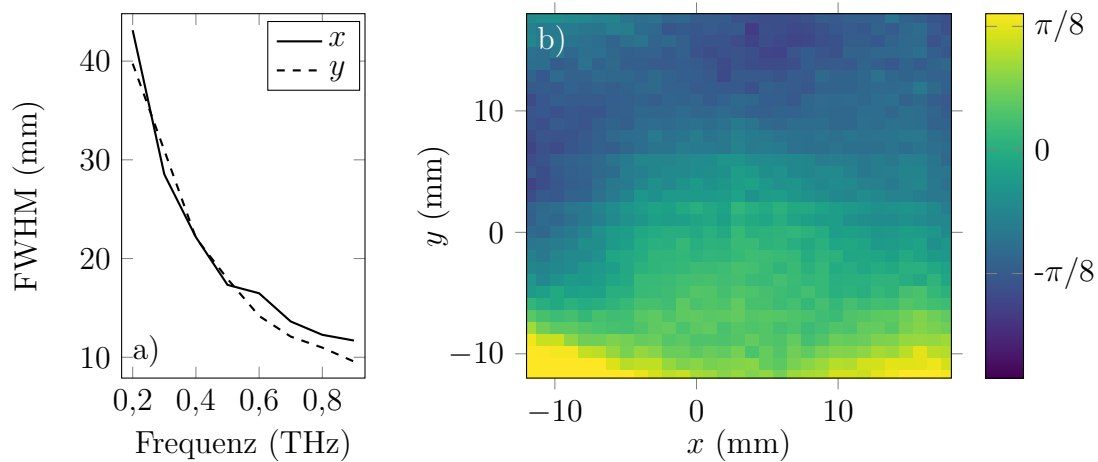 FWHM (mm)
40
30
20
10
x
y
a)
0,2 0,4 0,6 0,8
Frequenz (THz)
b)
y (mm)
10
0
−10
−10 0 10
x (mm)
π/8
0
-π/8